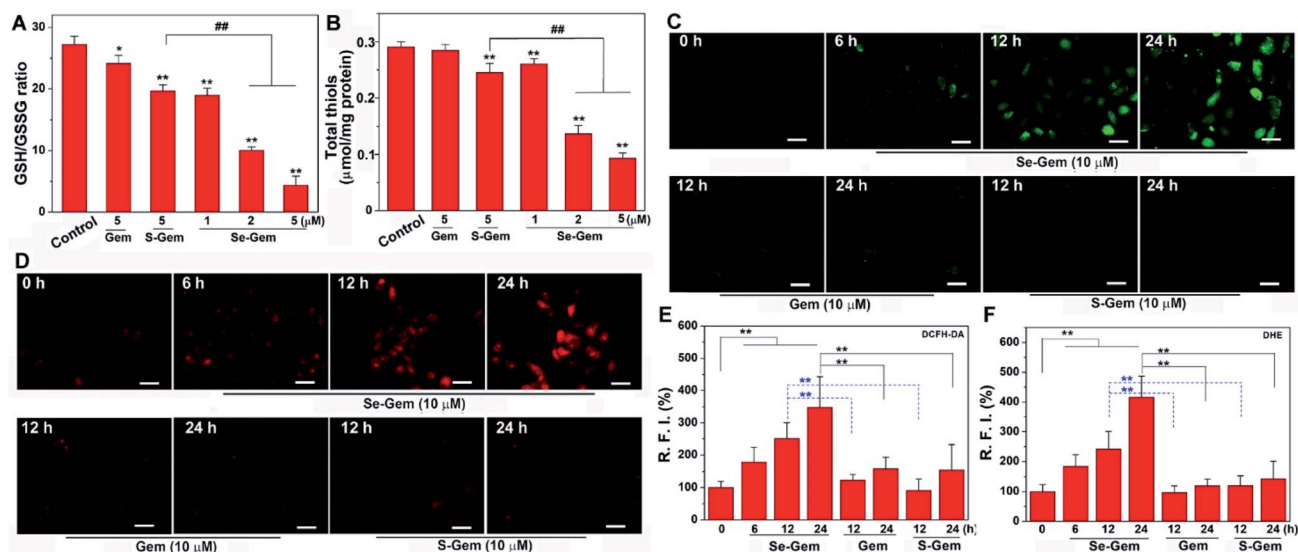 A
GSH/GSSG ratio
30
20
10
0
##
*
**
**
**
**
Control
5
5
1
2
5 (μM)
Gem
S-Gem
Se-Gem
B
Total thiols
(μmol/mg protein)
0.3
0.2
0.1
0
##
**
**
**
**
Control
5
5
1
2
5 (μM)
Gem
S-Gem
Se-Gem
C
0 h
6 h
12 h
24 h
Se-Gem (10 μM)
12 h
24 h
12 h
24 h
Gem (10 μM)
S-Gem (10 μM)
D
0 h
6 h
12 h
24 h
Se-Gem (10 μM)
12 h
24 h
12 h
24 h
Gem (10 μM)
S-Gem (10 μM)
E
DCFH-DA
R. F. I. (%)
600
500
400
300
200
100
0
**
**
**
**
**
0 6 12 24 12 24 12 24 (h)
Se-Gem Gem S-Gem
F
DHE
R. F. I. (%)
600
500
400
300
200
100
0
**
**
**
**
**
0 6 12 24 12 24 12 24 (h)
Se-Gem Gem S-Gem